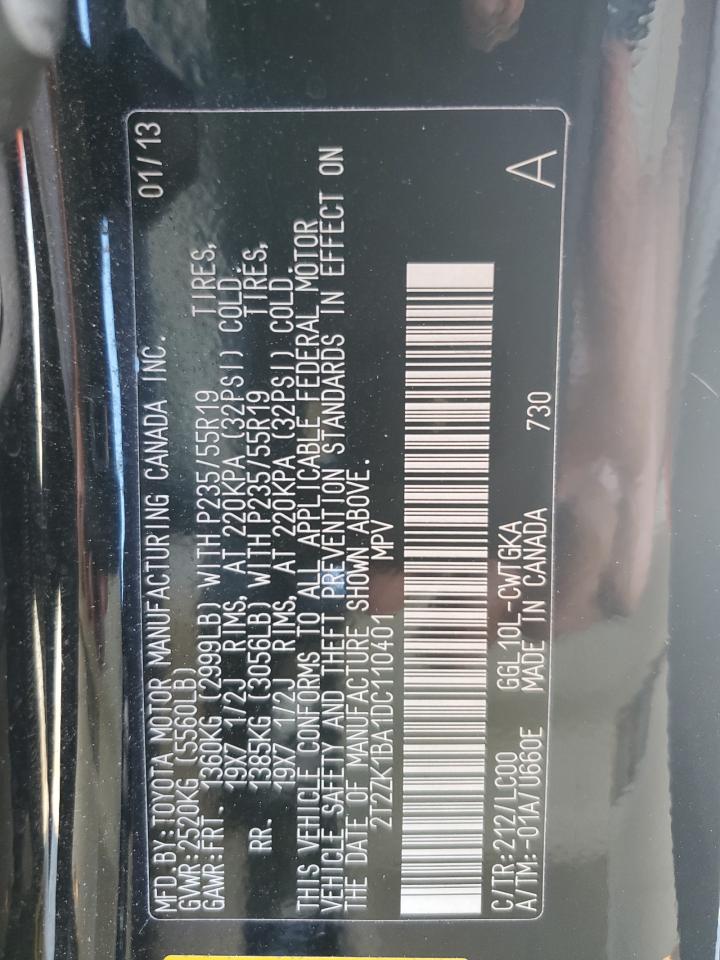 MFD.BY:TOYOTA MOTOR MANUFACTURING CANADA INC. 01/13
GVWR:2520KG (5560LB)
GAWR:FRT. 1360KG (2999LB) WITH P235/55R19 TIRES,
19X7 1/2J RIMS, AT 220KPA (32PSI) COLD.
RR. 1385KG (3056LB) WITH P235/55R19 TIRES,
19X7 1/2J RIMS, AT 220KPA (32PSI) COLD.
THIS VEHICLE CONFORMS TO ALL APPLICABLE FEDERAL MOTOR
VEHICLE SAFETY AND THEFT PREVENTION STANDARDS IN EFFECT ON
THE DATE OF MANUFACTURE SHOWN ABOVE.
2T2ZK1BA1DC110401 MPV
C/TR:212/LC00 GGL10L-CWTGKA A
A/TM:-01A/U660E MADE IN CANADA 730